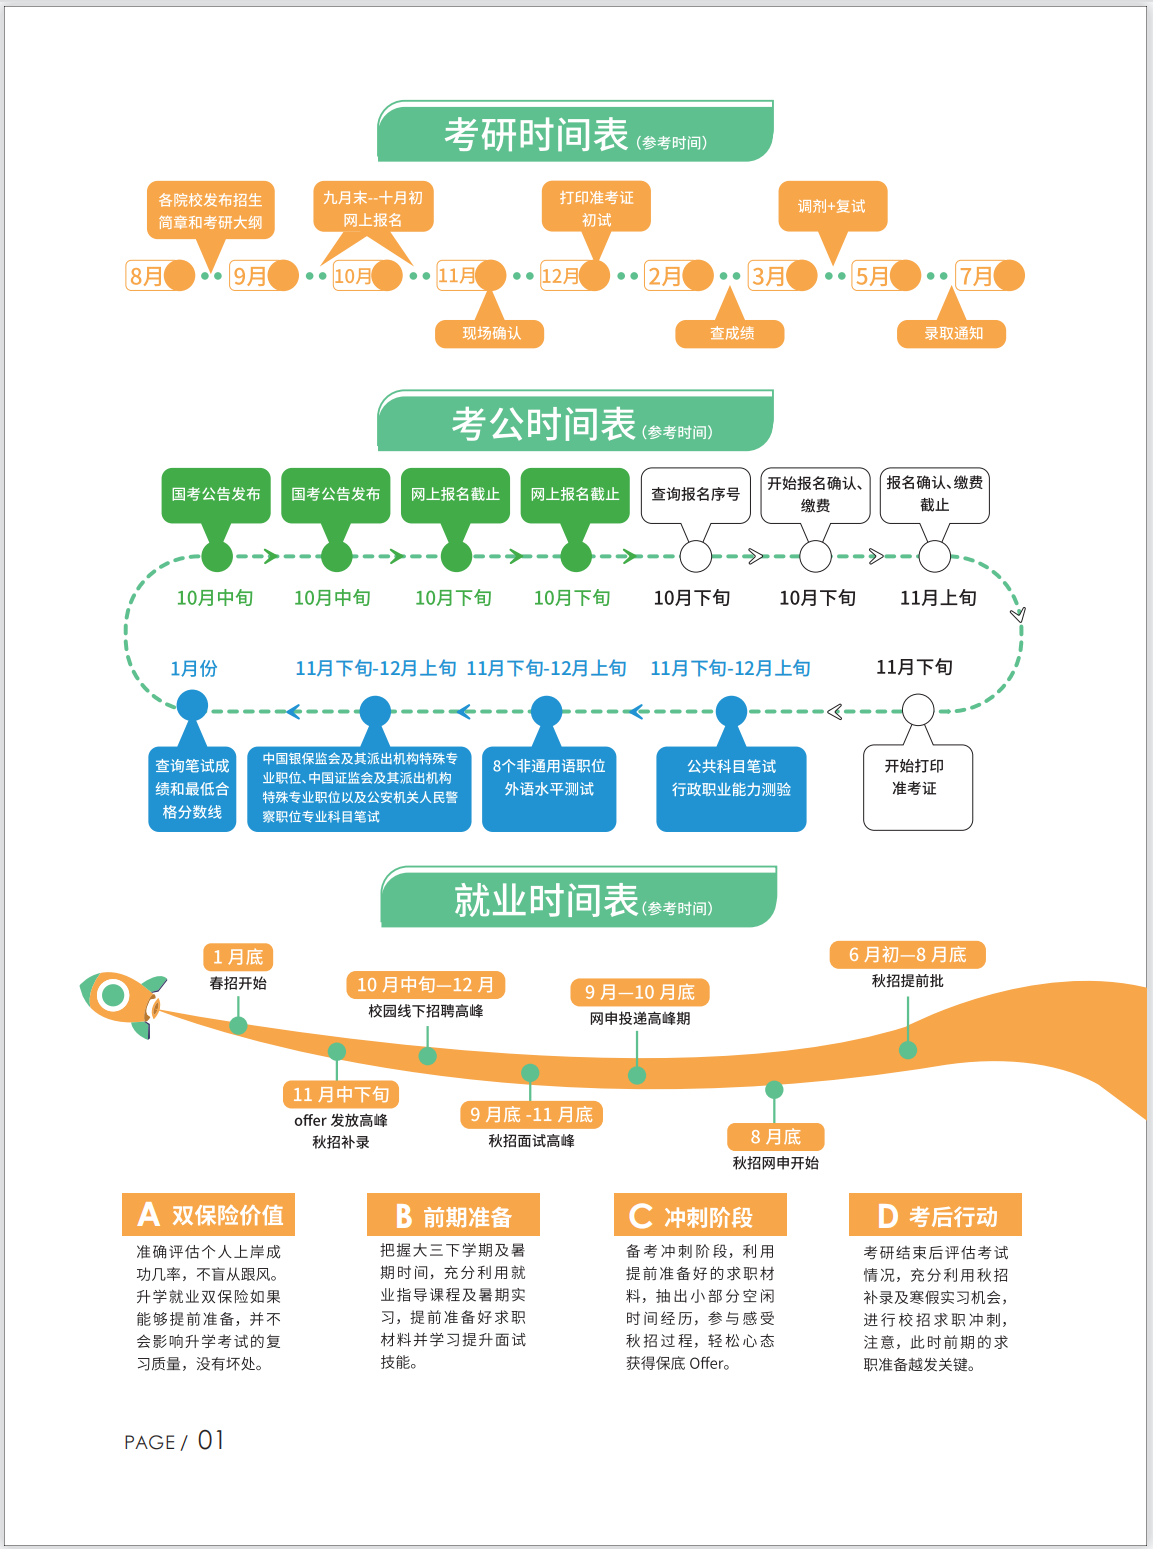 考研时间表（参考时间）
各院校发布招生
简章和考研大纲
九月末--十月初
网上报名
打印准考证
初试
调剂+复试
8月
9月
10月
11月
12月
2月
3月
5月
7月
现场确认
查成绩
录取通知
考公时间表（参考时间）
国考公告发布
国考公告发布
网上报名截止
网上报名截止
查询报名序号
开始报名确认、
缴费
报名确认、缴费
截止
10月中旬
10月中旬
10月下旬
10月下旬
10月下旬
10月下旬
11月上旬
1月份
11月下旬-12月上旬
11月下旬-12月上旬
11月下旬-12月上旬
11月下旬
查询笔试成
绩和最低合
格分数线
中国银保监会及其派出机构特殊专
业职位、中国证监会及其派出机构
特殊专业职位以及公安机关人民警
察职位专业科目笔试
8个非通用语职位
外语水平测试
公共科目笔试
行政职业能力测验
开始打印
准考证
就业时间表（参考时间）
1 月底
春招开始
10 月中旬—12 月
校园线下招聘高峰
9 月—10 月底
网申投递高峰期
6 月初—8 月底
秋招提前批
11 月中下旬
offer 发放高峰
秋招补录
9 月底 -11 月底
秋招面试高峰
8 月底
秋招网申开始
A 双保险价值
准确评估个人上岸成
功几率，不盲从跟风。
升学就业双保险如果
能够提前准备，并不
会影响升学考试的复
习质量，没有坏处。
B 前期准备
把握大三下学期及暑
期时间，充分利用就
业指导课程及暑期实
习，提前准备好求职
材料并学习提升面试
技能。
C 冲刺阶段
备考冲刺阶段，利用
提前准备好的求职材
料，抽出小部分空闲
时间经历，参与感受
秋招过程，轻松心态
获得保底 Offer。
D 考后行动
考研结束后评估考试
情况，充分利用秋招
补录及寒假实习机会，
进行校招求职冲刺，
注意，此时前期的求
职准备越发关键。
PAGE / 01